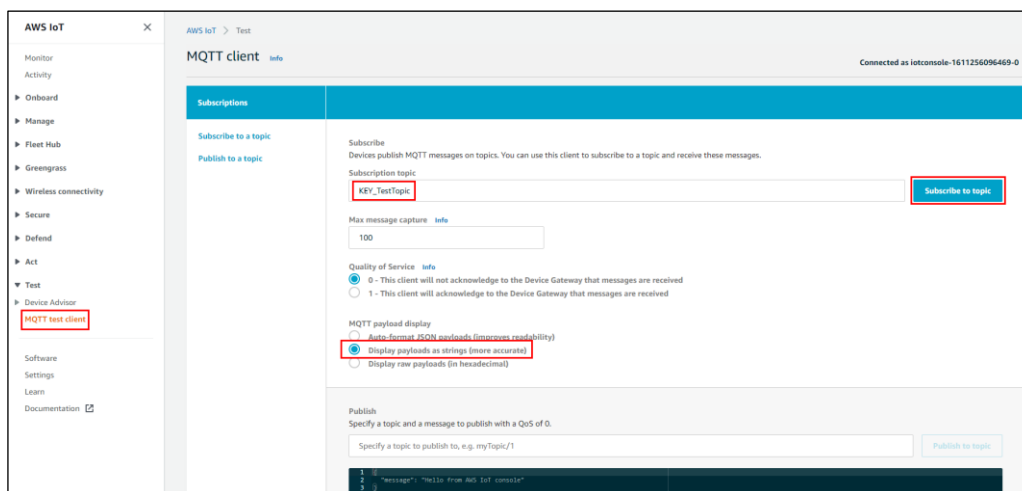 AWS IoT
Monitor
Activity
Onboard
Manage
Fleet Hub
Greengrass
Wireless connectivity
Secure
Defend
Act
Test
Device Advisor
MQTT test client
Software
Settings
Learn
Documentation
AWS IoT > Test
MQTT client Info
Connected as iotconsole-1611256096469-0
Subscriptions
Subscribe to a topic
Publish to a topic
Subscribe
Devices publish MQTT messages on topics. You can use this client to subscribe to a topic and receive these messages.
Subscription topic
KEY_TestTopic
Subscribe to topic
Max message capture Info
100
Quality of Service Info
0 - This client will not acknowledge to the Device Gateway that messages are received
1 - This client will acknowledge to the Device Gateway that messages are received
MQTT payload display
Auto-format JSON payloads (improves readability)
Display payloads as strings (more accurate)
Display raw payloads (in hexadecimal)
Publish
Specify a topic and a message to publish with a QoS of 0.
Specify a topic to publish to, e.g. myTopic/1
Publish to topic
1 {
2 "message": "Hello from AWS IoT console"
3 }